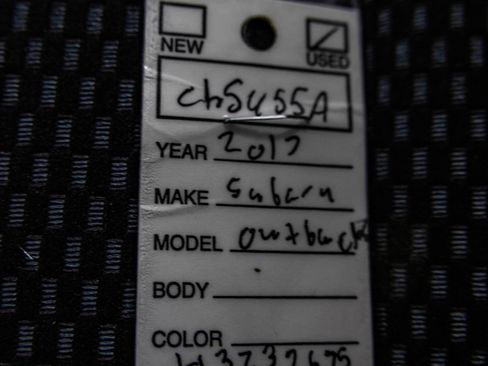 NEW USED
ch5455A
YEAR 2017
MAKE Subaru
MODEL Outback
BODY
COLOR